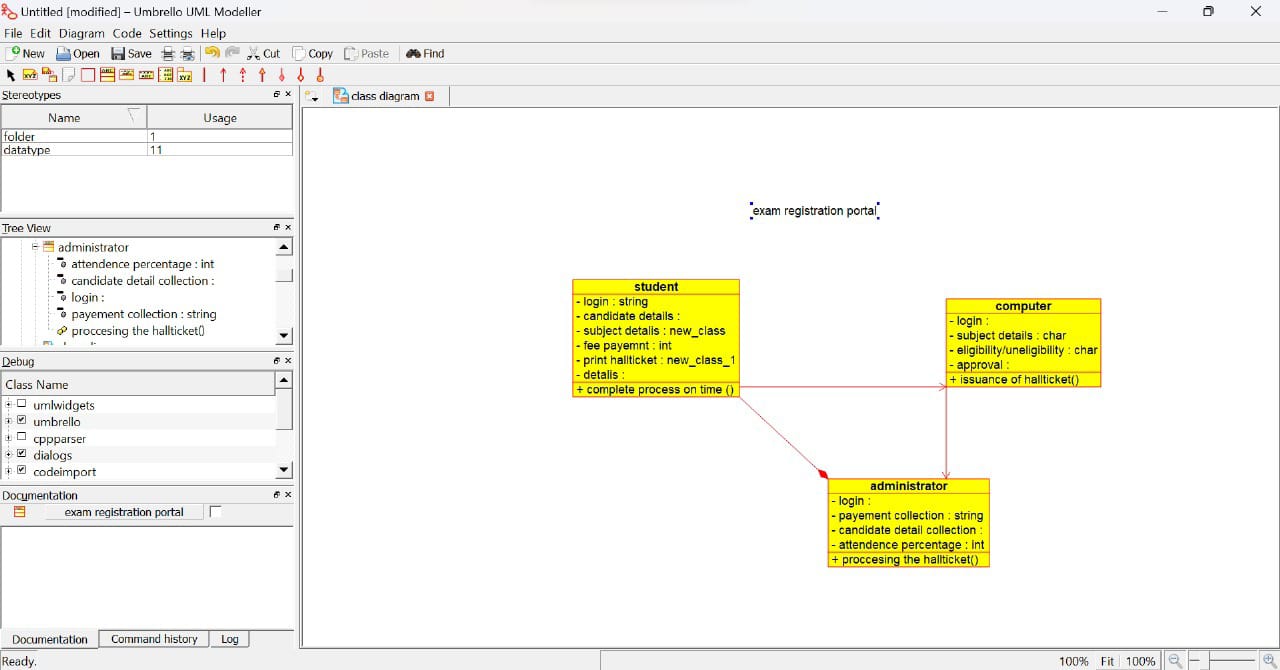 Untitled [modified] – Umbrello UML Modeller
File Edit Diagram Code Settings Help
New Open Save Cut Copy Paste Find
Stereotypes
class diagram
Name Usage
folder 1
datatype 11
exam registration portal
Tree View
administrator
attendence percentage : int
candidate detail collection :
login :
payement collection : string
proccesing the hallticket()
student
- login : string
- candidate details :
- subject details : new_class
- fee payemnt : int
- print hallticket : new_class_1
- details :
+ complete process on time ()
computer
- login :
- subject details : char
- eligibility/uneligibility : char
- approval :
+ issuance of hallticket()
administrator
- login :
- payement collection : string
- candidate detail collection :
- attendence percentage : int
+ proccesing the hallticket()
Debug
Class Name
umlwidgets
umbrello
cppparser
dialogs
codeimport
Documentation
exam registration portal
Documentation Command history Log
Ready.
100% Fit 100%